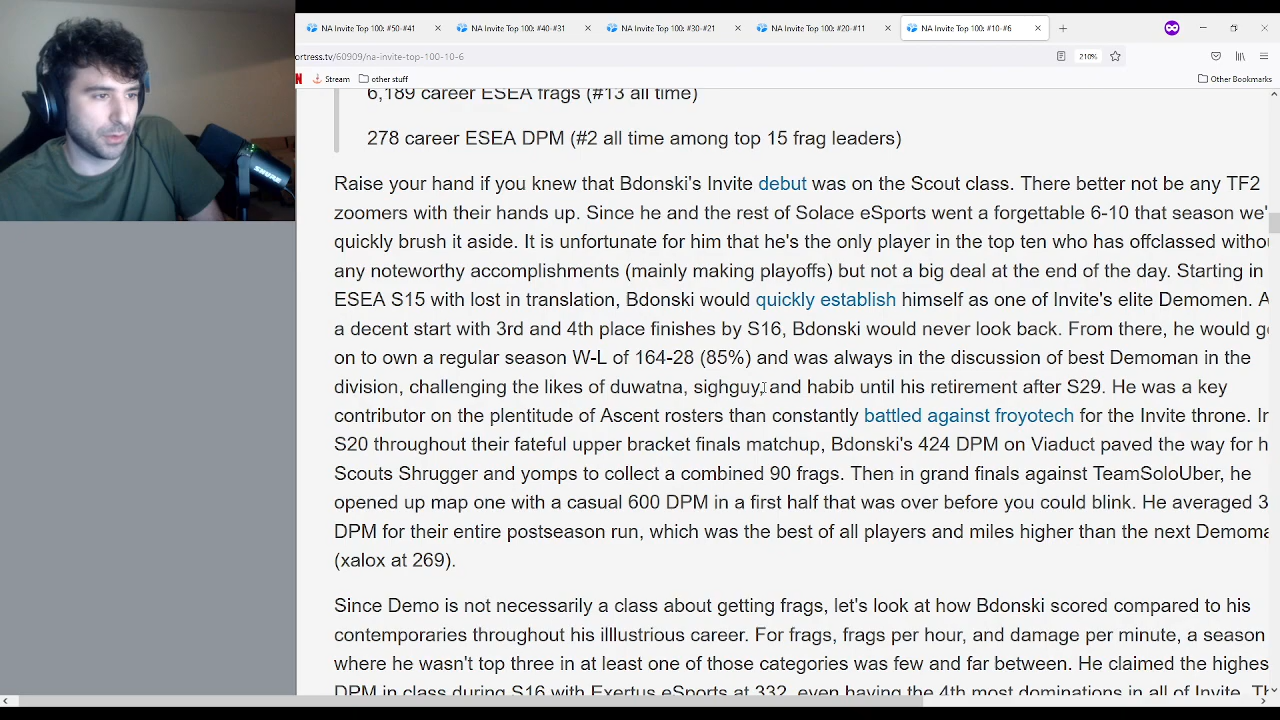 NA Invite Top 100: #50-#41
NA Invite Top 100: #40-#31
NA Invite Top 100: #30-#21
NA Invite Top 100: #20-#11
NA Invite Top 100: #10-#6
ortress.tv/60909/na-invite-top-100-10-6
210%
Stream
other stuff
Other Bookmarks
6,189 career ESEA frags (#13 all time)
278 career ESEA DPM (#2 all time among top 15 frag leaders)
Raise your hand if you knew that Bdonski's Invite debut was on the Scout class. There better not be any TF2
zoomers with their hands up. Since he and the rest of Solace eSports went a forgettable 6-10 that season we'
quickly brush it aside. It is unfortunate for him that he's the only player in the top ten who has offclassed withou
any noteworthy accomplishments (mainly making playoffs) but not a big deal at the end of the day. Starting in
ESEA S15 with lost in translation, Bdonski would quickly establish himself as one of Invite's elite Demomen. A
a decent start with 3rd and 4th place finishes by S16, Bdonski would never look back. From there, he would g
on to own a regular season W-L of 164-28 (85%) and was always in the discussion of best Demoman in the
division, challenging the likes of duwatna, sighguy, and habib until his retirement after S29. He was a key
contributor on the plentitude of Ascent rosters than constantly battled against froyotech for the Invite throne. In
S20 throughout their fateful upper bracket finals matchup, Bdonski's 424 DPM on Viaduct paved the way for h
Scouts Shrugger and yomps to collect a combined 90 frags. Then in grand finals against TeamSoloUber, he
opened up map one with a casual 600 DPM in a first half that was over before you could blink. He averaged 3
DPM for their entire postseason run, which was the best of all players and miles higher than the next Demoma
(xalox at 269).
Since Demo is not necessarily a class about getting frags, let's look at how Bdonski scored compared to his
contemporaries throughout his illlustrious career. For frags, frags per hour, and damage per minute, a season
where he wasn't top three in at least one of those categories was few and far between. He claimed the highes
DPM in class during S16 with Exertus eSports at 332, even having the 4th most dominations in all of Invite. Th
SHURE